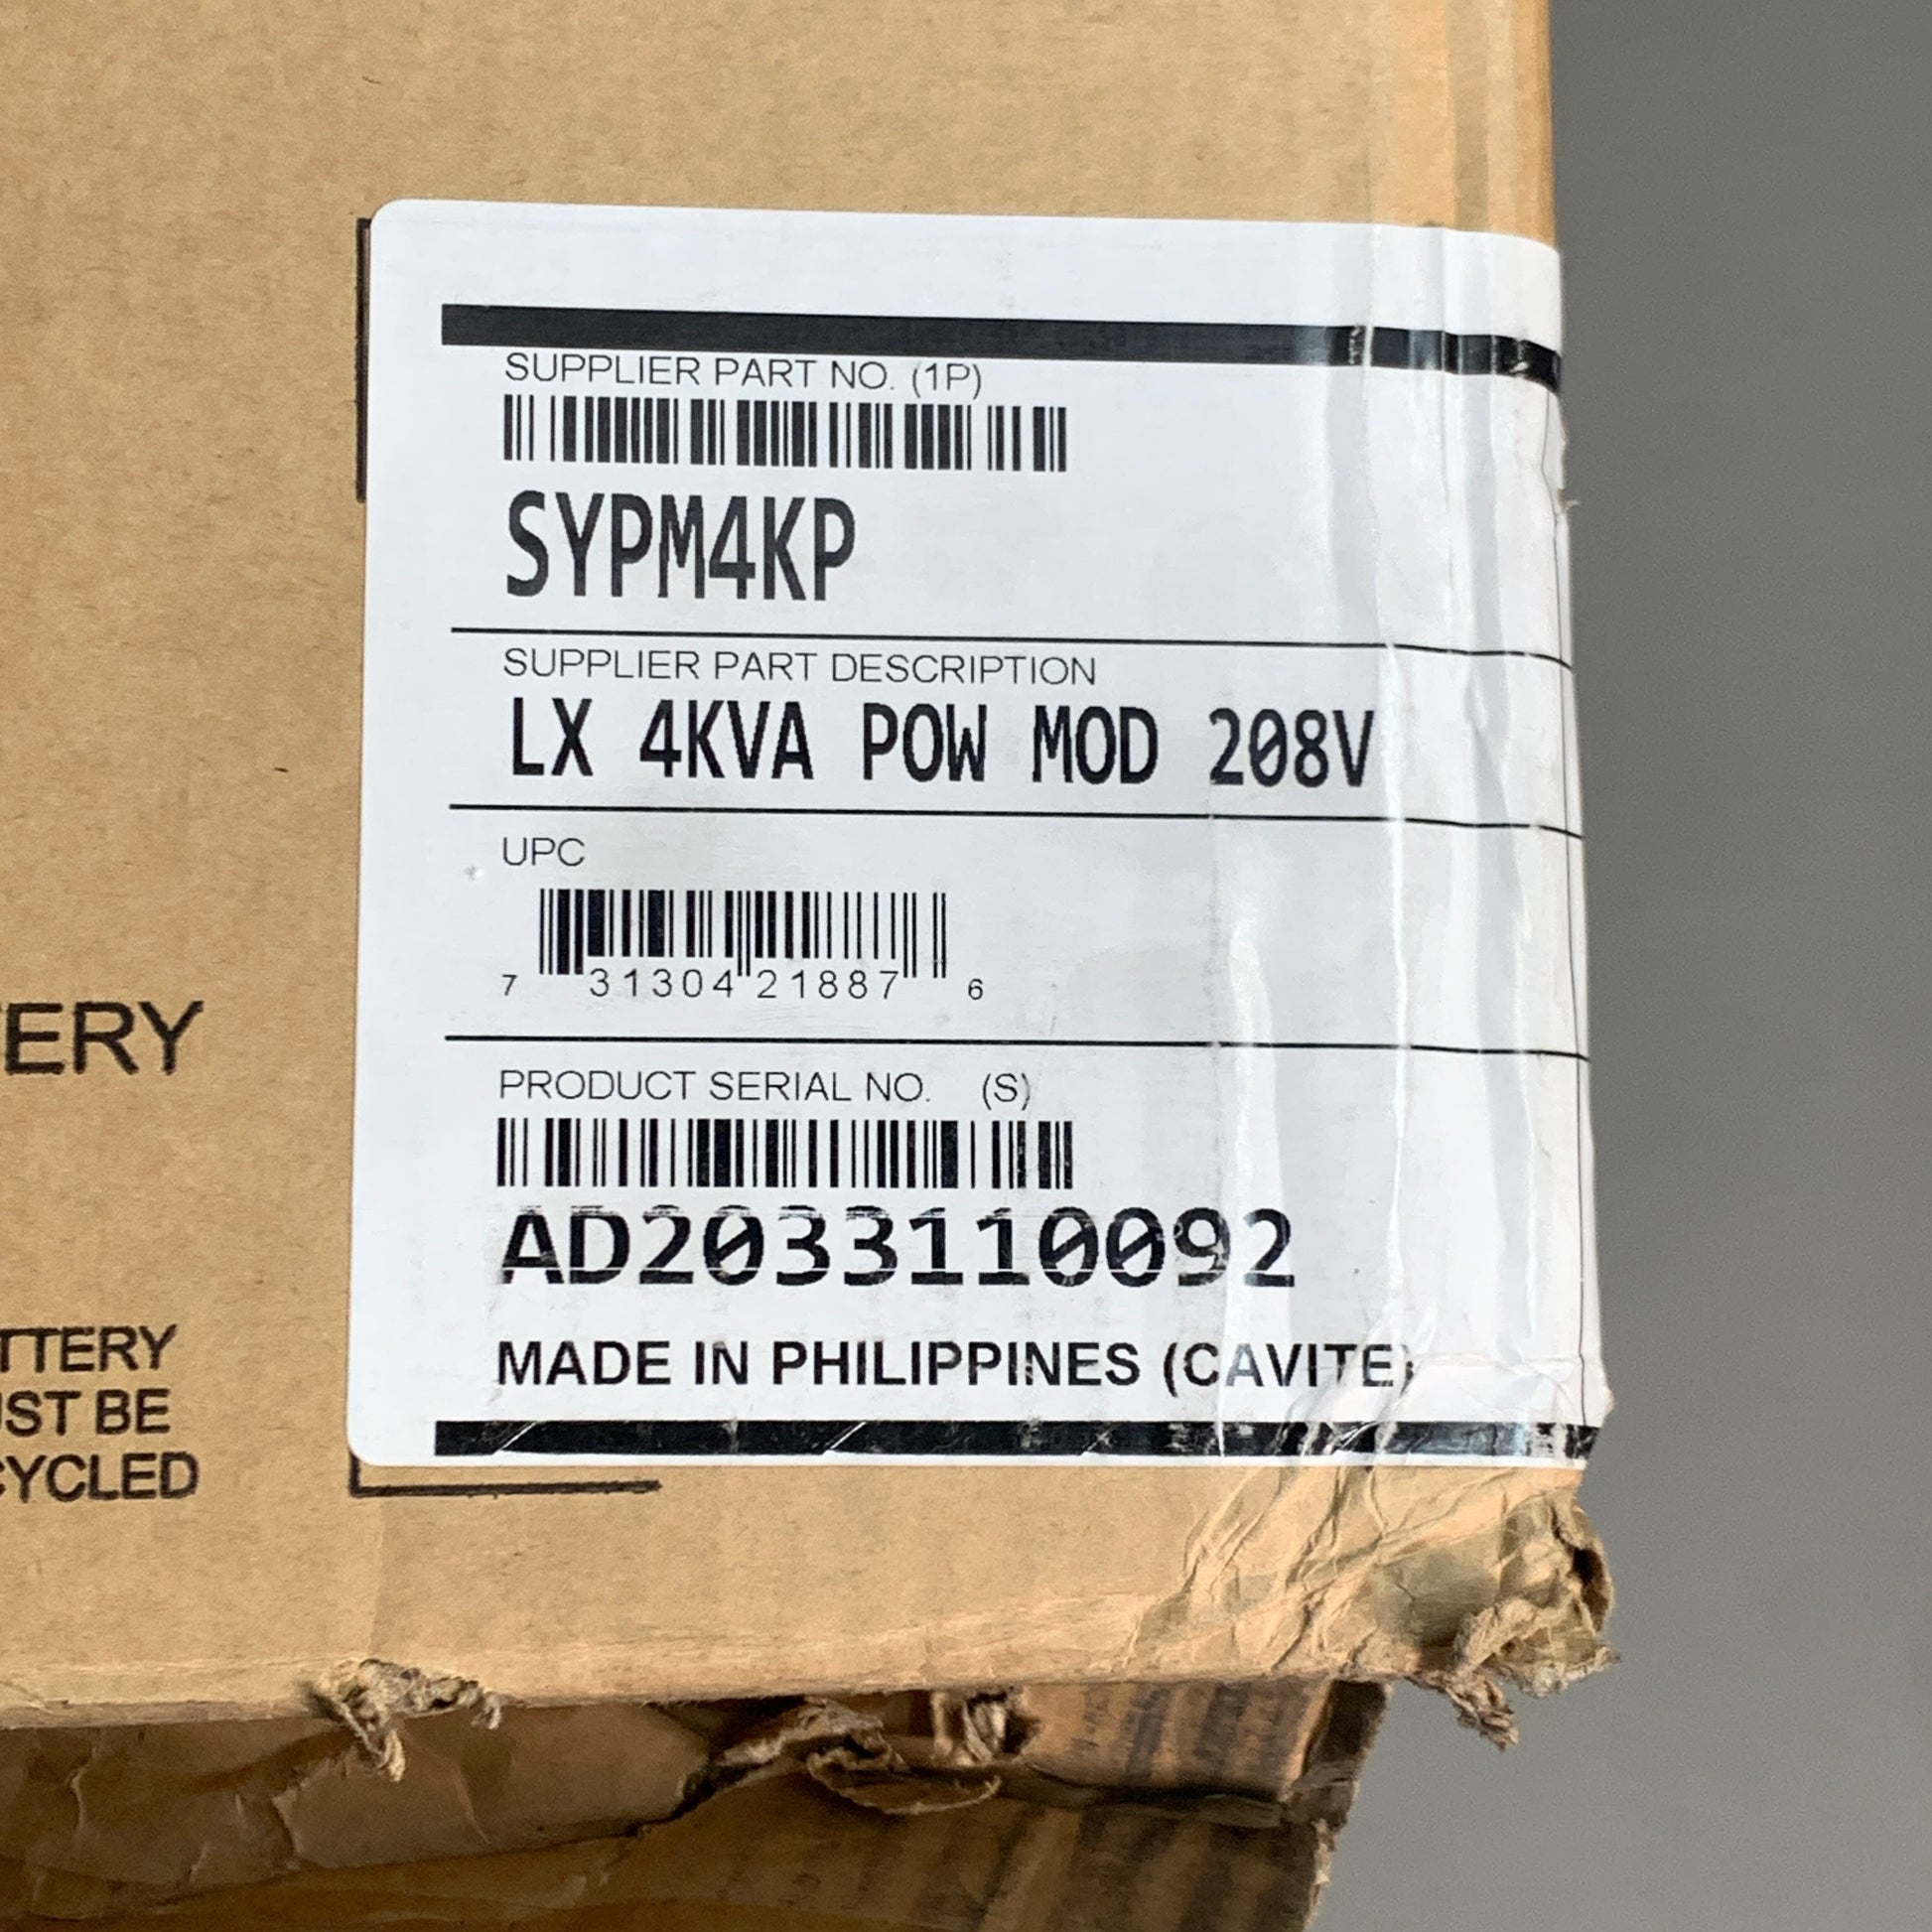 SUPPLIER PART NO. (1P)
SYPM4KP
SUPPLIER PART DESCRIPTION
LX 4KVA POW MOD 208V
UPC
7 31304 21887 6
PRODUCT SERIAL NO. (S)
AD2033110092
MADE IN PHILIPPINES (CAVITE)
ERY
TTERY
ST BE
CYCLED